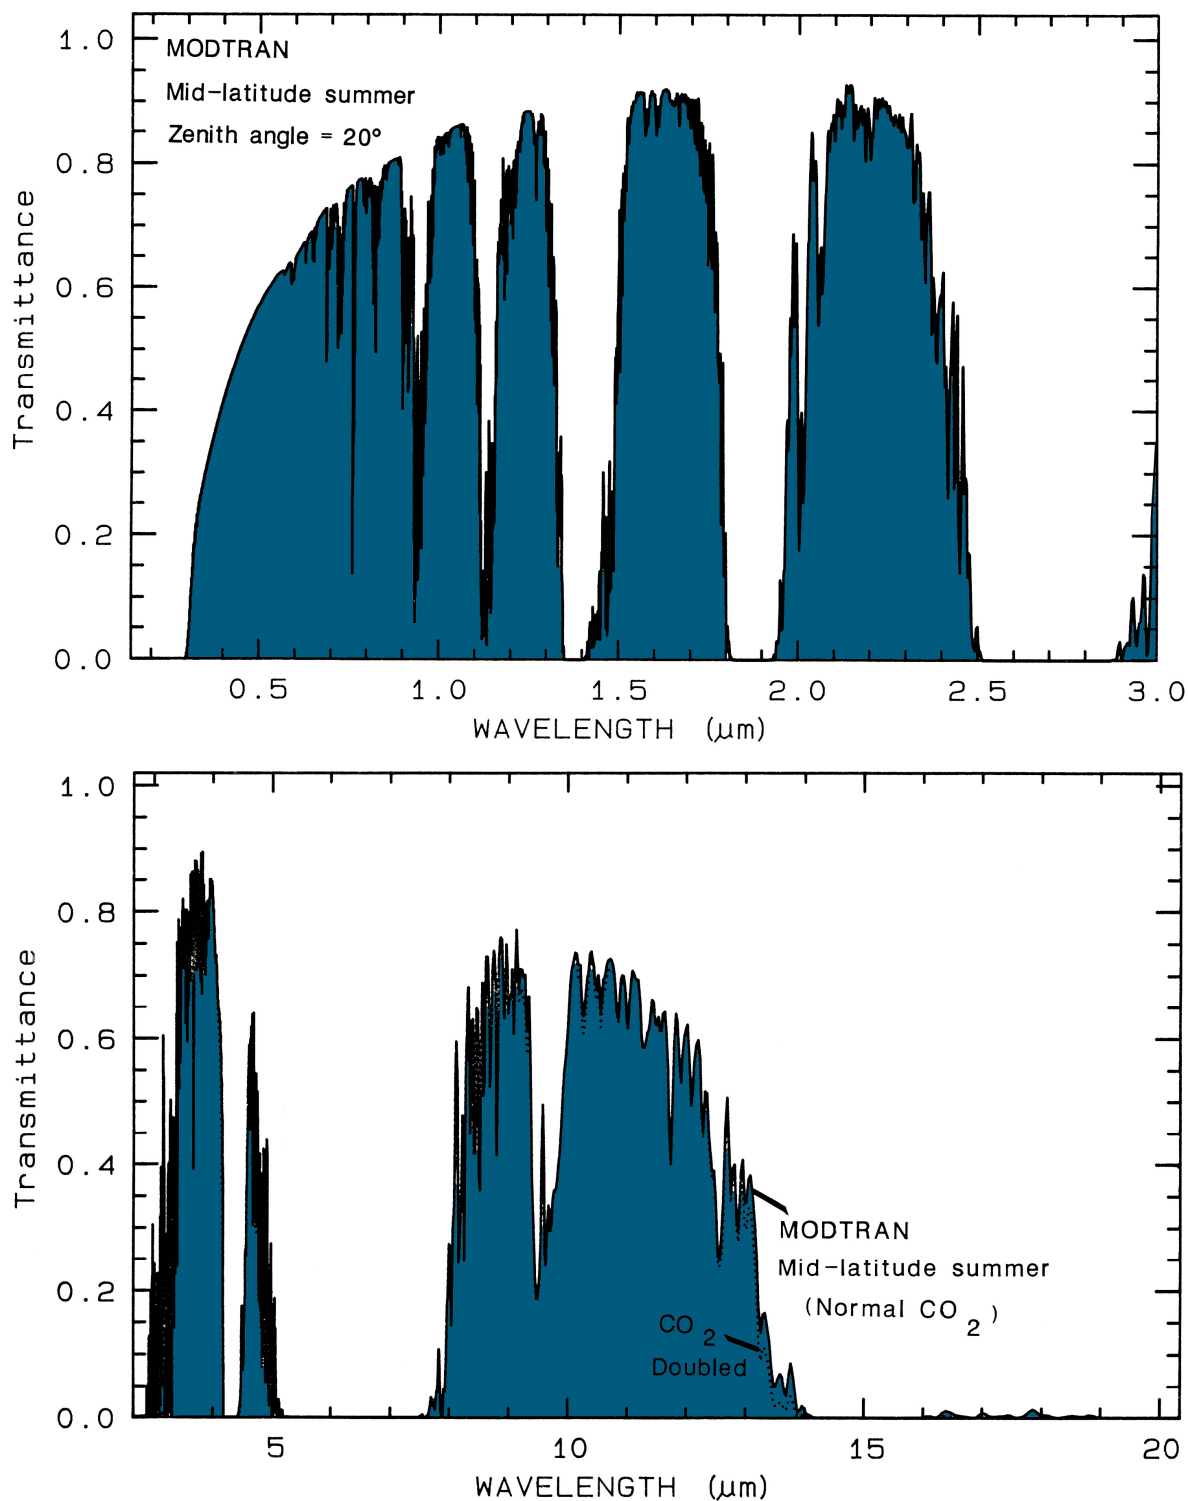 1.0
MODTRAN
Mid-latitude summer
Zenith angle = 20°
0.8
0.6
0.4
0.2
0.0
Transmittance
0.5 1.0 1.5 2.0 2.5 3.0
WAVELENGTH (μm)
1.0
0.8
0.6
0.4
0.2
0.0
Transmittance
MODTRAN
Mid-latitude summer
(Normal CO2)
CO2
Doubled
5 10 15 20
WAVELENGTH (μm)